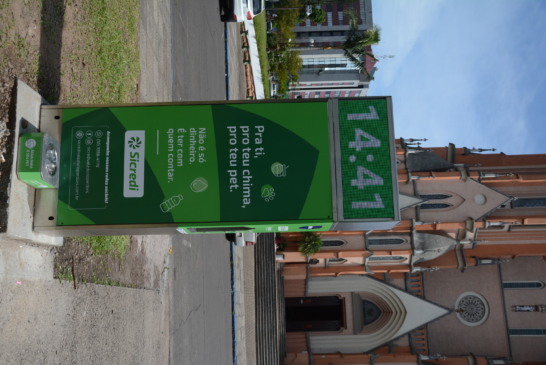 14:41
Pra ti,
pro teu chima,
pro teu pet.
Não é só
dinheiro.
É ter com
quem contar.
Sicredi